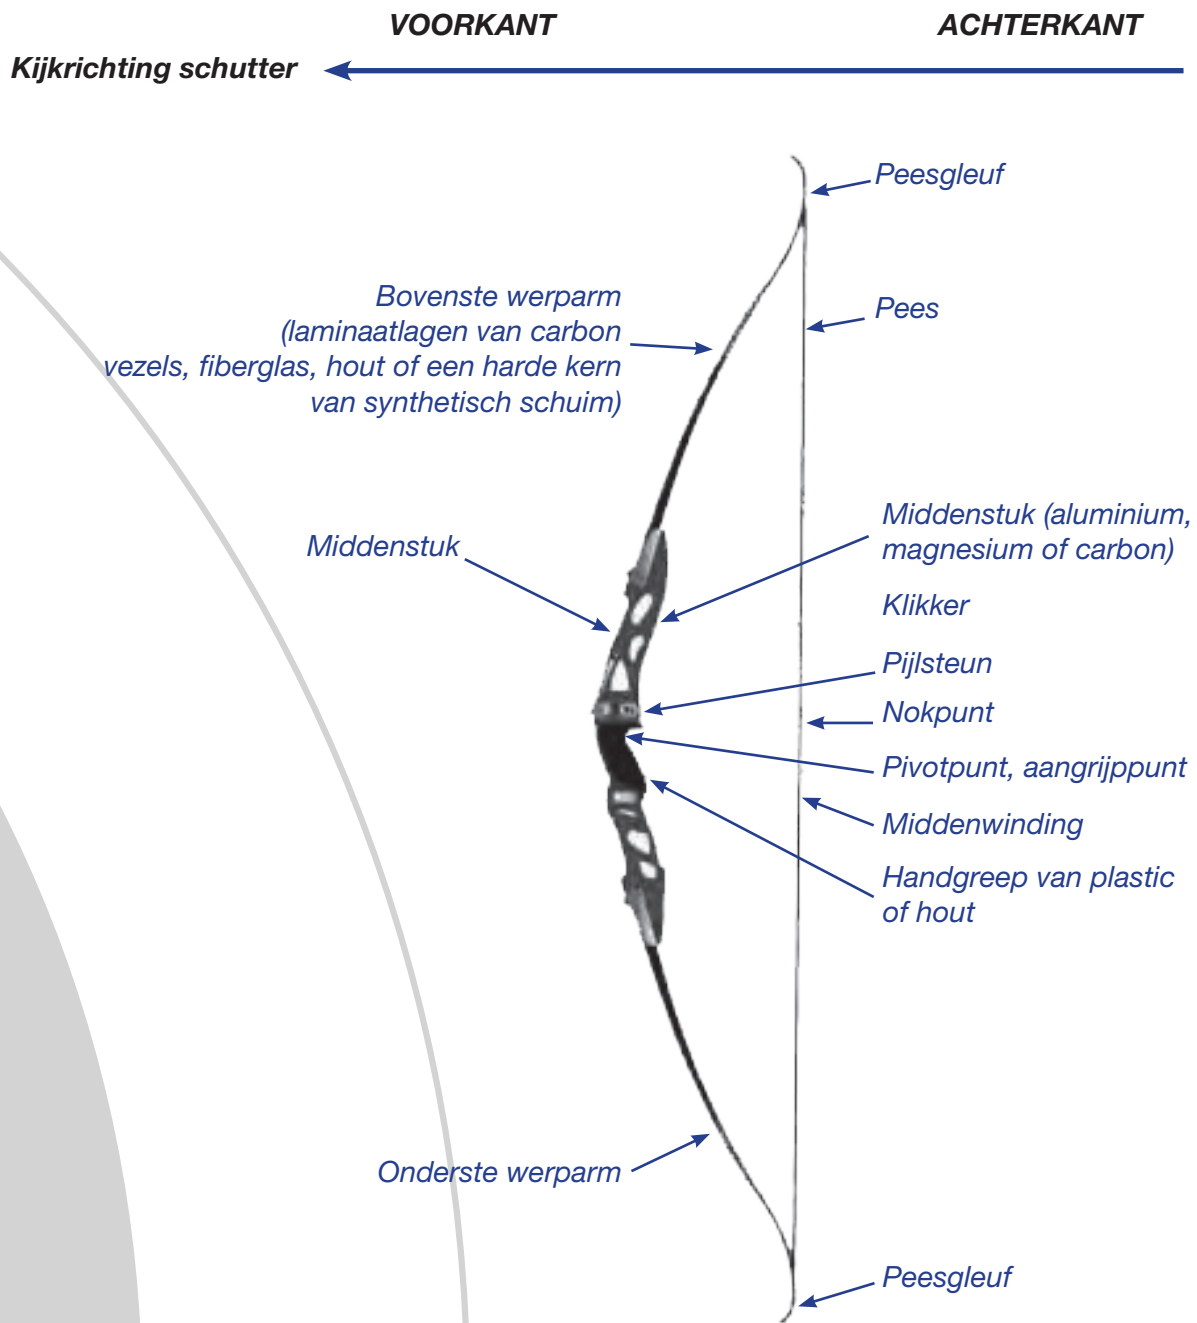 VOORKANT
ACHTERKANT
Kijkrichting schutter
Peesgleuf
Bovenste werparm
(laminaatlagen van carbon
vezels, fiberglas, hout of een harde kern
van synthetisch schuim)
Pees
Middenstuk
Middenstuk (aluminium,
magnesium of carbon)
Klikker
Pijlsteun
Nokpunt
Pivotpunt, aangrijppunt
Middenwinding
Handgreep van plastic
of hout
Onderste werparm
Peesgleuf